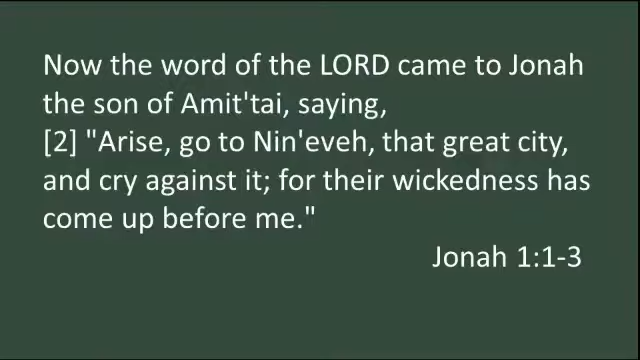 Now the word of the LORD came to Jonah
the son of Amit'tai, saying,
[2] "Arise, go to Nin'eveh, that great city,
and cry against it; for their wickedness has
come up before me."
Jonah 1:1-3